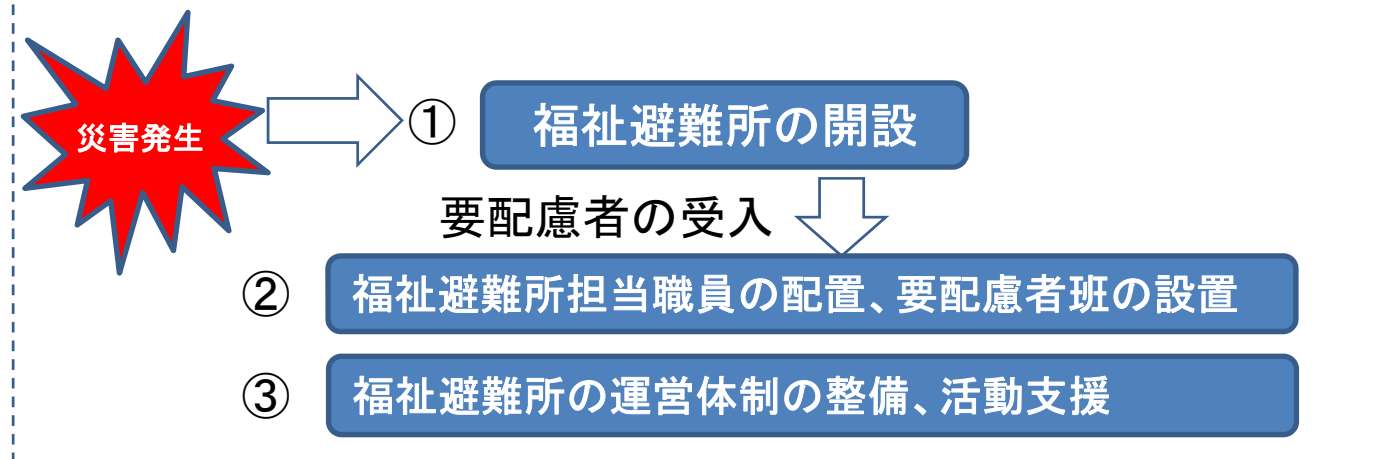 災害発生
① 福祉避難所の開設
要配慮者の受入
② 福祉避難所担当職員の配置、要配慮者班の設置
③ 福祉避難所の運営体制の整備、活動支援